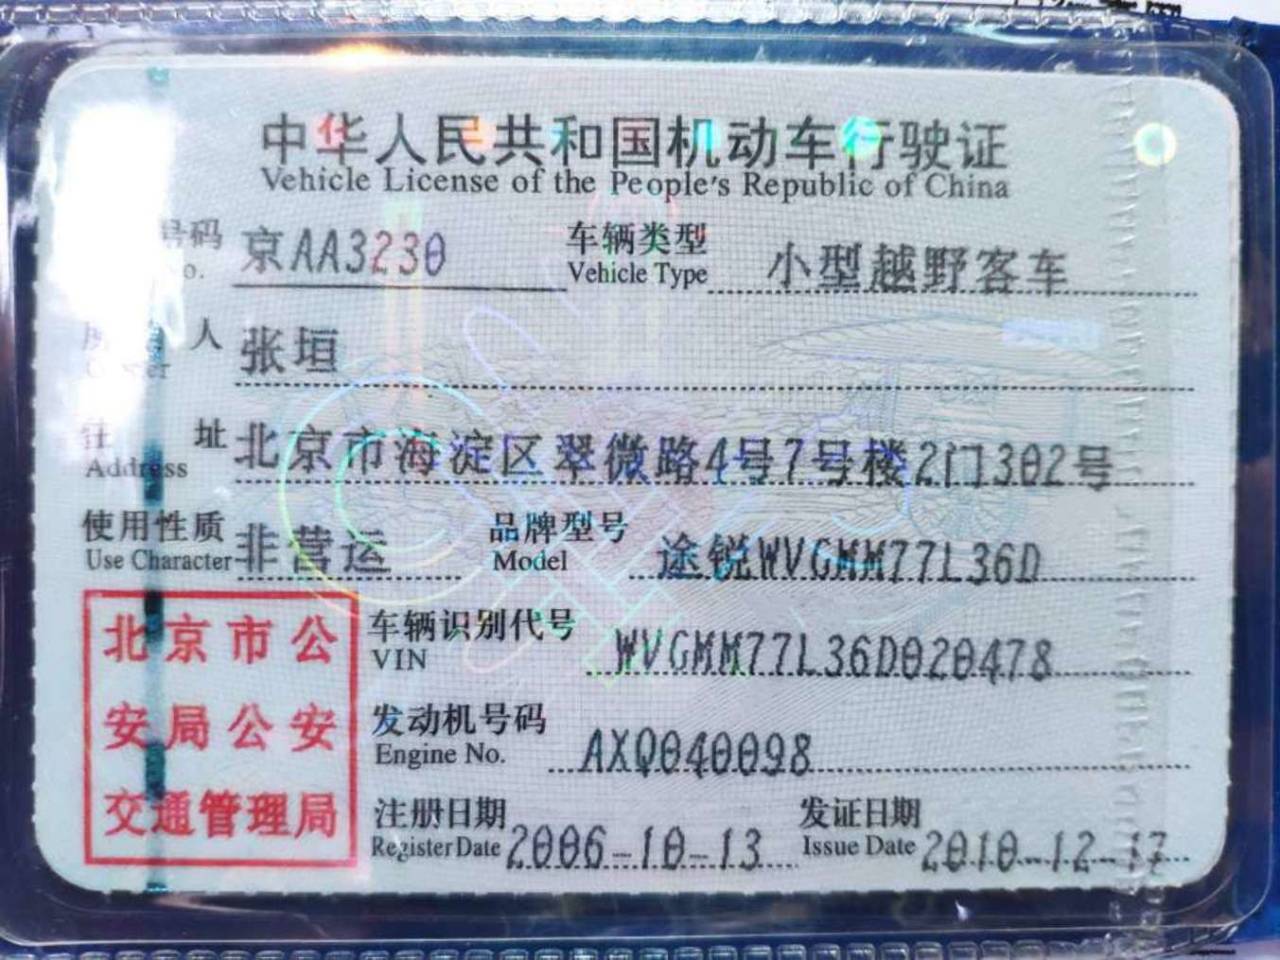 中华人民共和国机动车行驶证
Vehicle License of the People's Republic of China
号码 京AA3230 车辆类型 小型越野客车
o. Vehicle Type
人 张垣
住 址 北京市海淀区翠微路4号7号楼2门302号
Address
使用性质 非营运 品牌型号 途锐WVGMM77L36D
Use Character Model
北京市公
安局公安
交通管理局
车辆识别代号 WVGMM77L36D020478
VIN
发动机号码 AXQ040098
Engine No.
注册日期 2006-10-13 发证日期 2010-12-17
Register Date Issue Date